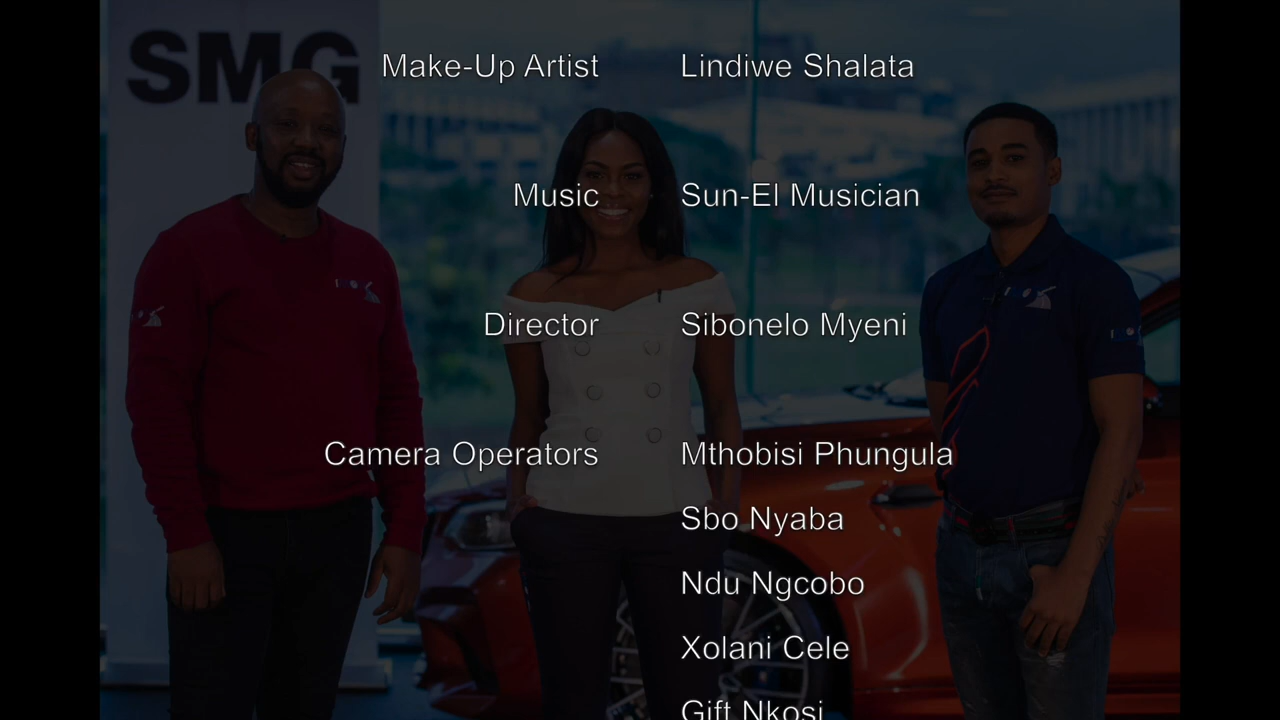 SMG
Make-Up Artist Lindiwe Shalata
Music Sun-El Musician
Director Sibonelo Myeni
Camera Operators Mthobisi Phungula
Sbo Nyaba
Ndu Ngcobo
Xolani Cele
Gift Nkosi